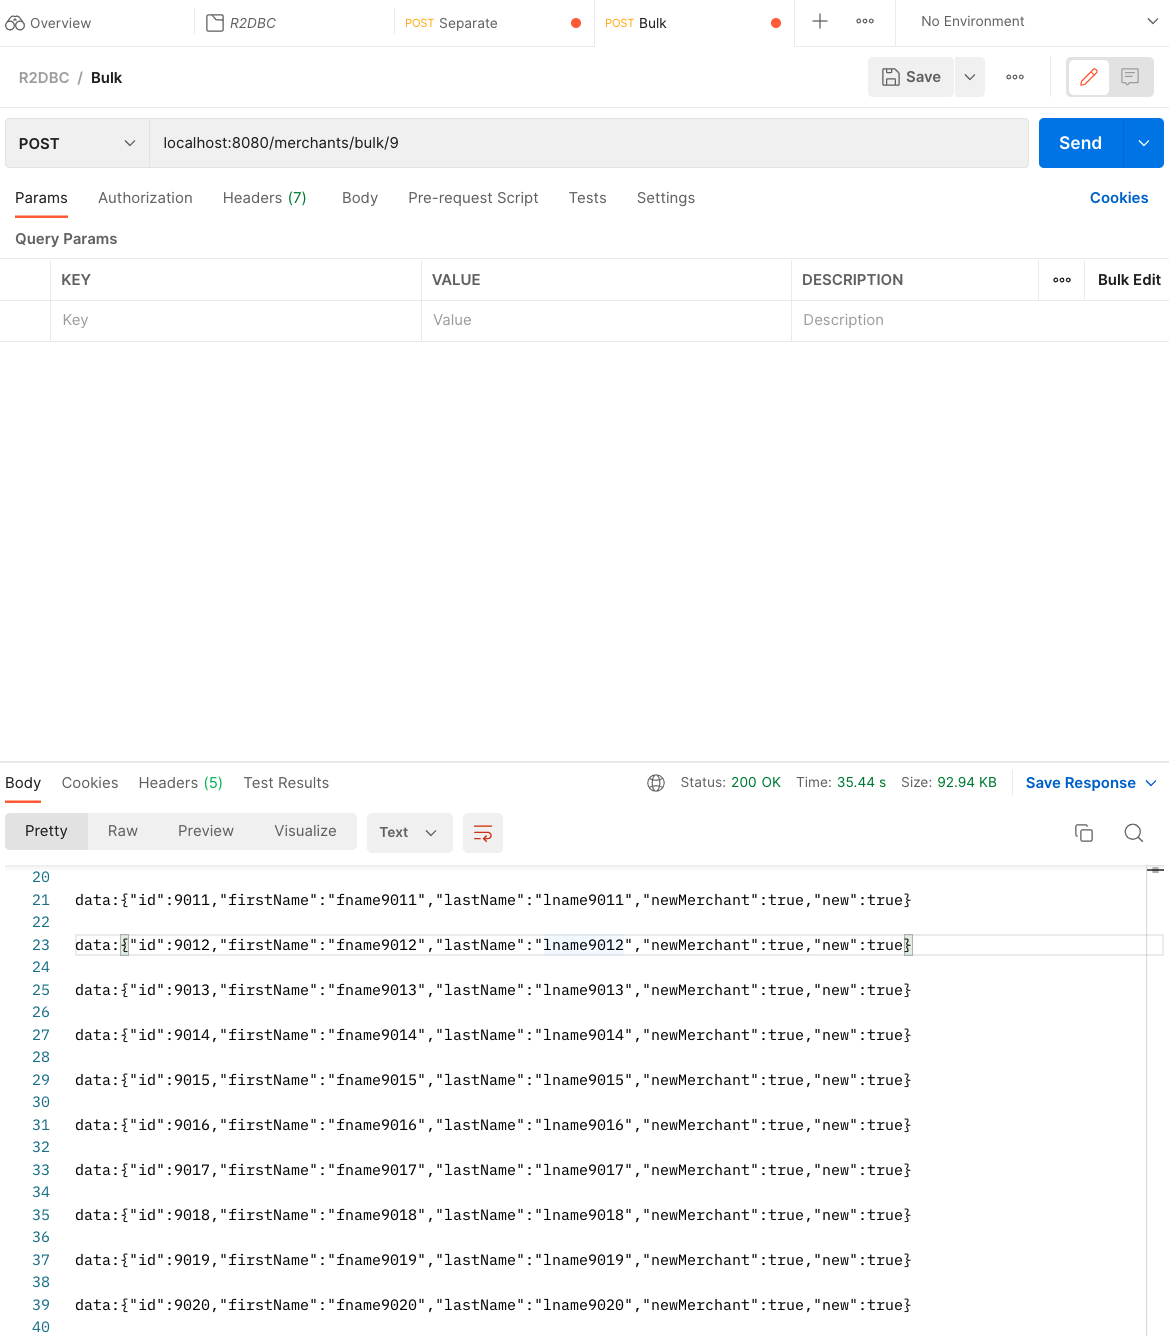 Overview R2DBC POST Separate POST Bulk No Environment
R2DBC / Bulk Save
POST localhost:8080/merchants/bulk/9 Send
Params Authorization Headers (7) Body Pre-request Script Tests Settings Cookies
Query Params
KEY VALUE DESCRIPTION Bulk Edit
Key Value Description
Body Cookies Headers (5) Test Results Status: 200 OK Time: 35.44 s Size: 92.94 KB Save Response
Pretty Raw Preview Visualize Text
20
21 data:{"id":9011,"firstName":"fname9011","lastName":"lname9011","newMerchant":true,"new":true}
22
23 data:{"id":9012,"firstName":"fname9012","lastName":"lname9012","newMerchant":true,"new":true}
24
25 data:{"id":9013,"firstName":"fname9013","lastName":"lname9013","newMerchant":true,"new":true}
26
27 data:{"id":9014,"firstName":"fname9014","lastName":"lname9014","newMerchant":true,"new":true}
28
29 data:{"id":9015,"firstName":"fname9015","lastName":"lname9015","newMerchant":true,"new":true}
30
31 data:{"id":9016,"firstName":"fname9016","lastName":"lname9016","newMerchant":true,"new":true}
32
33 data:{"id":9017,"firstName":"fname9017","lastName":"lname9017","newMerchant":true,"new":true}
34
35 data:{"id":9018,"firstName":"fname9018","lastName":"lname9018","newMerchant":true,"new":true}
36
37 data:{"id":9019,"firstName":"fname9019","lastName":"lname9019","newMerchant":true,"new":true}
38
39 data:{"id":9020,"firstName":"fname9020","lastName":"lname9020","newMerchant":true,"new":true}
40